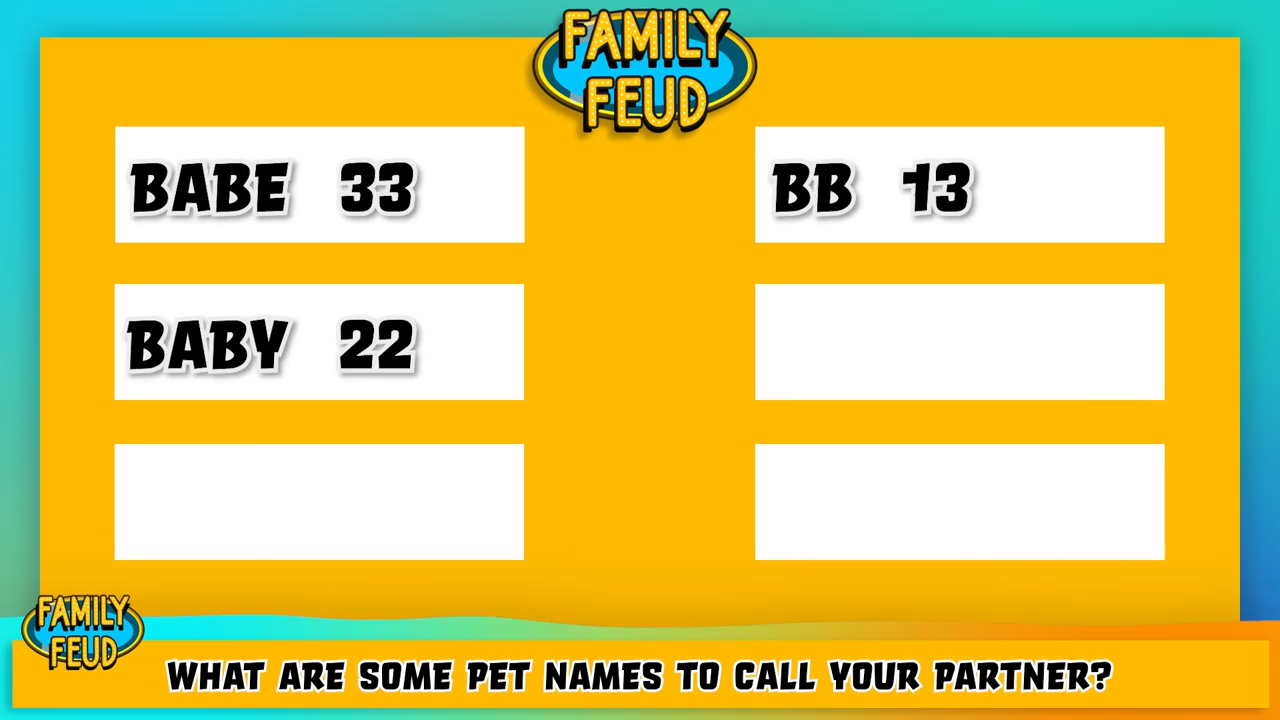 FAMILY
FEUD
BABE 33
BB 13
BABY 22
FAMILY
FEUD
WHAT ARE SOME PET NAMES TO CALL YOUR PARTNER?